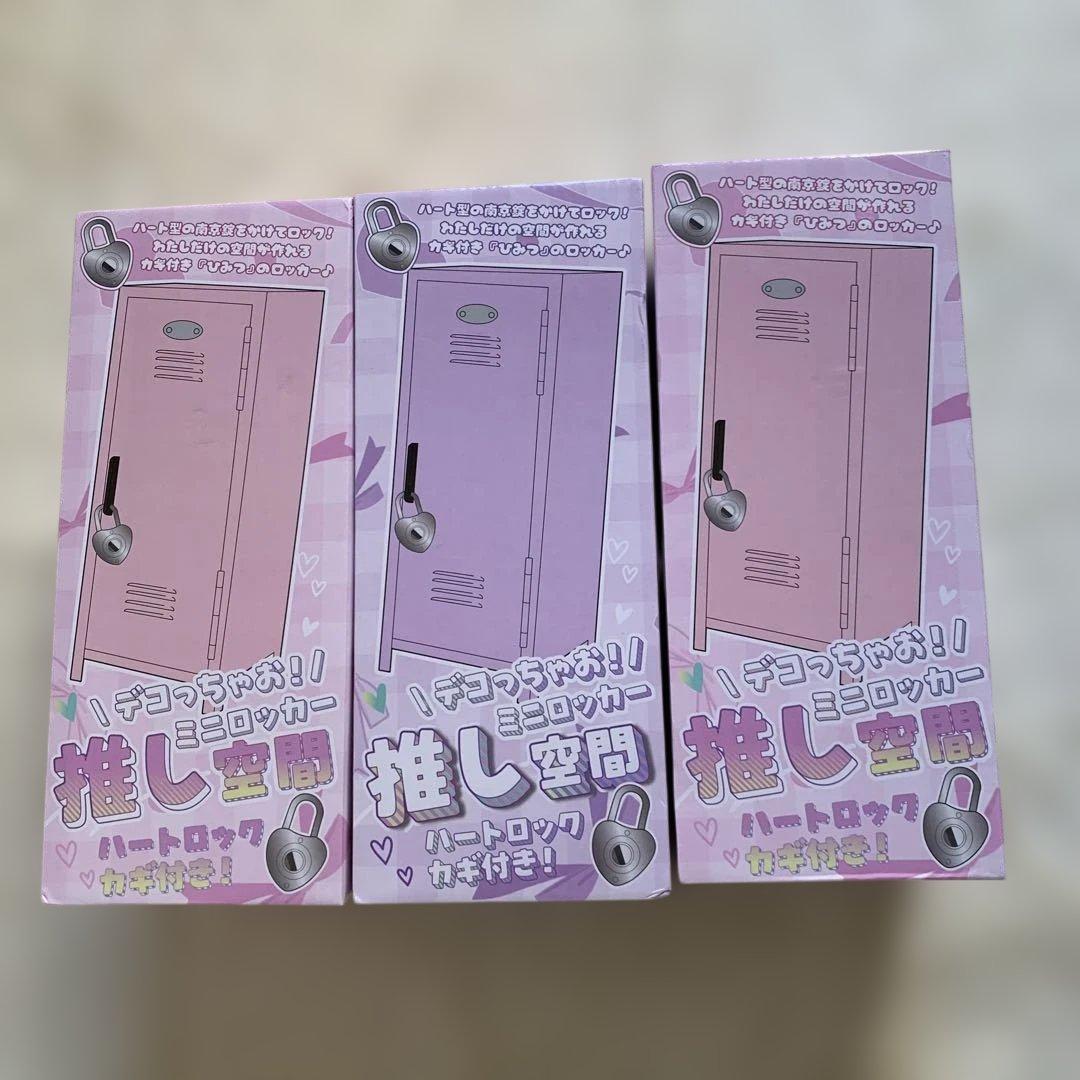 ハート型の南京錠をかけてロック!
わたしだけの空間が作れる
カギ付き『ひみつ』のロッカー♪
\デコっちゃお!/
ミニロッカー
推し空間
ハートロック
カギ付き!
ハート型の南京錠をかけてロック!
わたしだけの空間が作れる
カギ付き『ひみつ』のロッカー♪
\デコっちゃお!/
ミニロッカー
推し空間
ハートロック
カギ付き!
ハート型の南京錠をかけてロック!
わたしだけの空間が作れる
カギ付き『ひみつ』のロッカー♪
\デコっちゃお!/
ミニロッカー
推し空間
ハートロック
カギ付き!